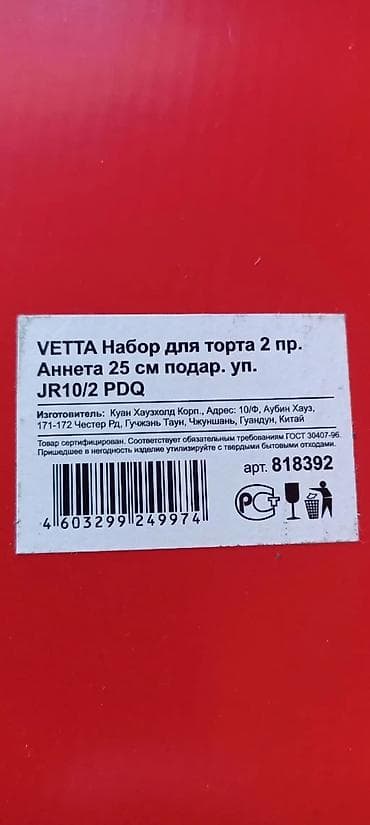 VETTA Набор для торта 2 пр.
Аннета 25 см подар. уп.
JR10/2 PDQ
Изготовитель: Куан Хаузхолд Корп., Адрес: 10/Ф, Аубин Хауз,
171-172 Честер Рд, Гучжэнь Таун, Чжуншань, Гуандун, Китай
Товар сертифицирован. Соответствует обязательным требованиям ГОСТ 30407-96.
Пришедшее в негодность изделие утилизируйте с твердыми бытовыми отходами.
арт. 818392
4 603299 249974
РСТ